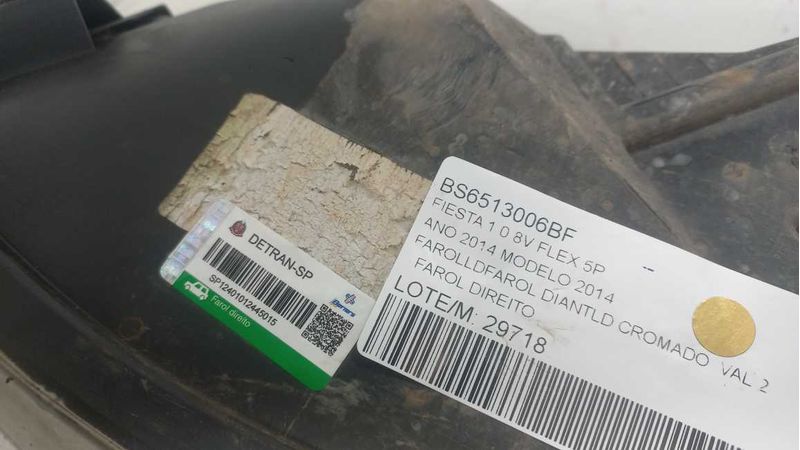 DETRAN-SP
SP12401012445015
Farol direito
BS6513006BF
FIESTA 1.0 8V FLEX 5P
ANO 2014 MODELO 2014
FAROLLDFAROL DIANTLD CROMADO VAL 2
FAROL DIREITO
LOTE/M: 29718